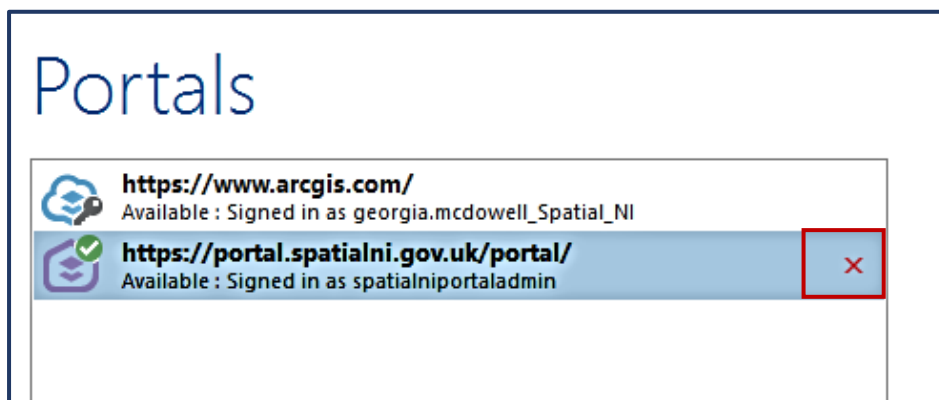 Portals
https://www.arcgis.com/
Available : Signed in as georgia.mcdowell_Spatial_NI
https://portal.spatialni.gov.uk/portal/
Available : Signed in as spatialniportaladmin